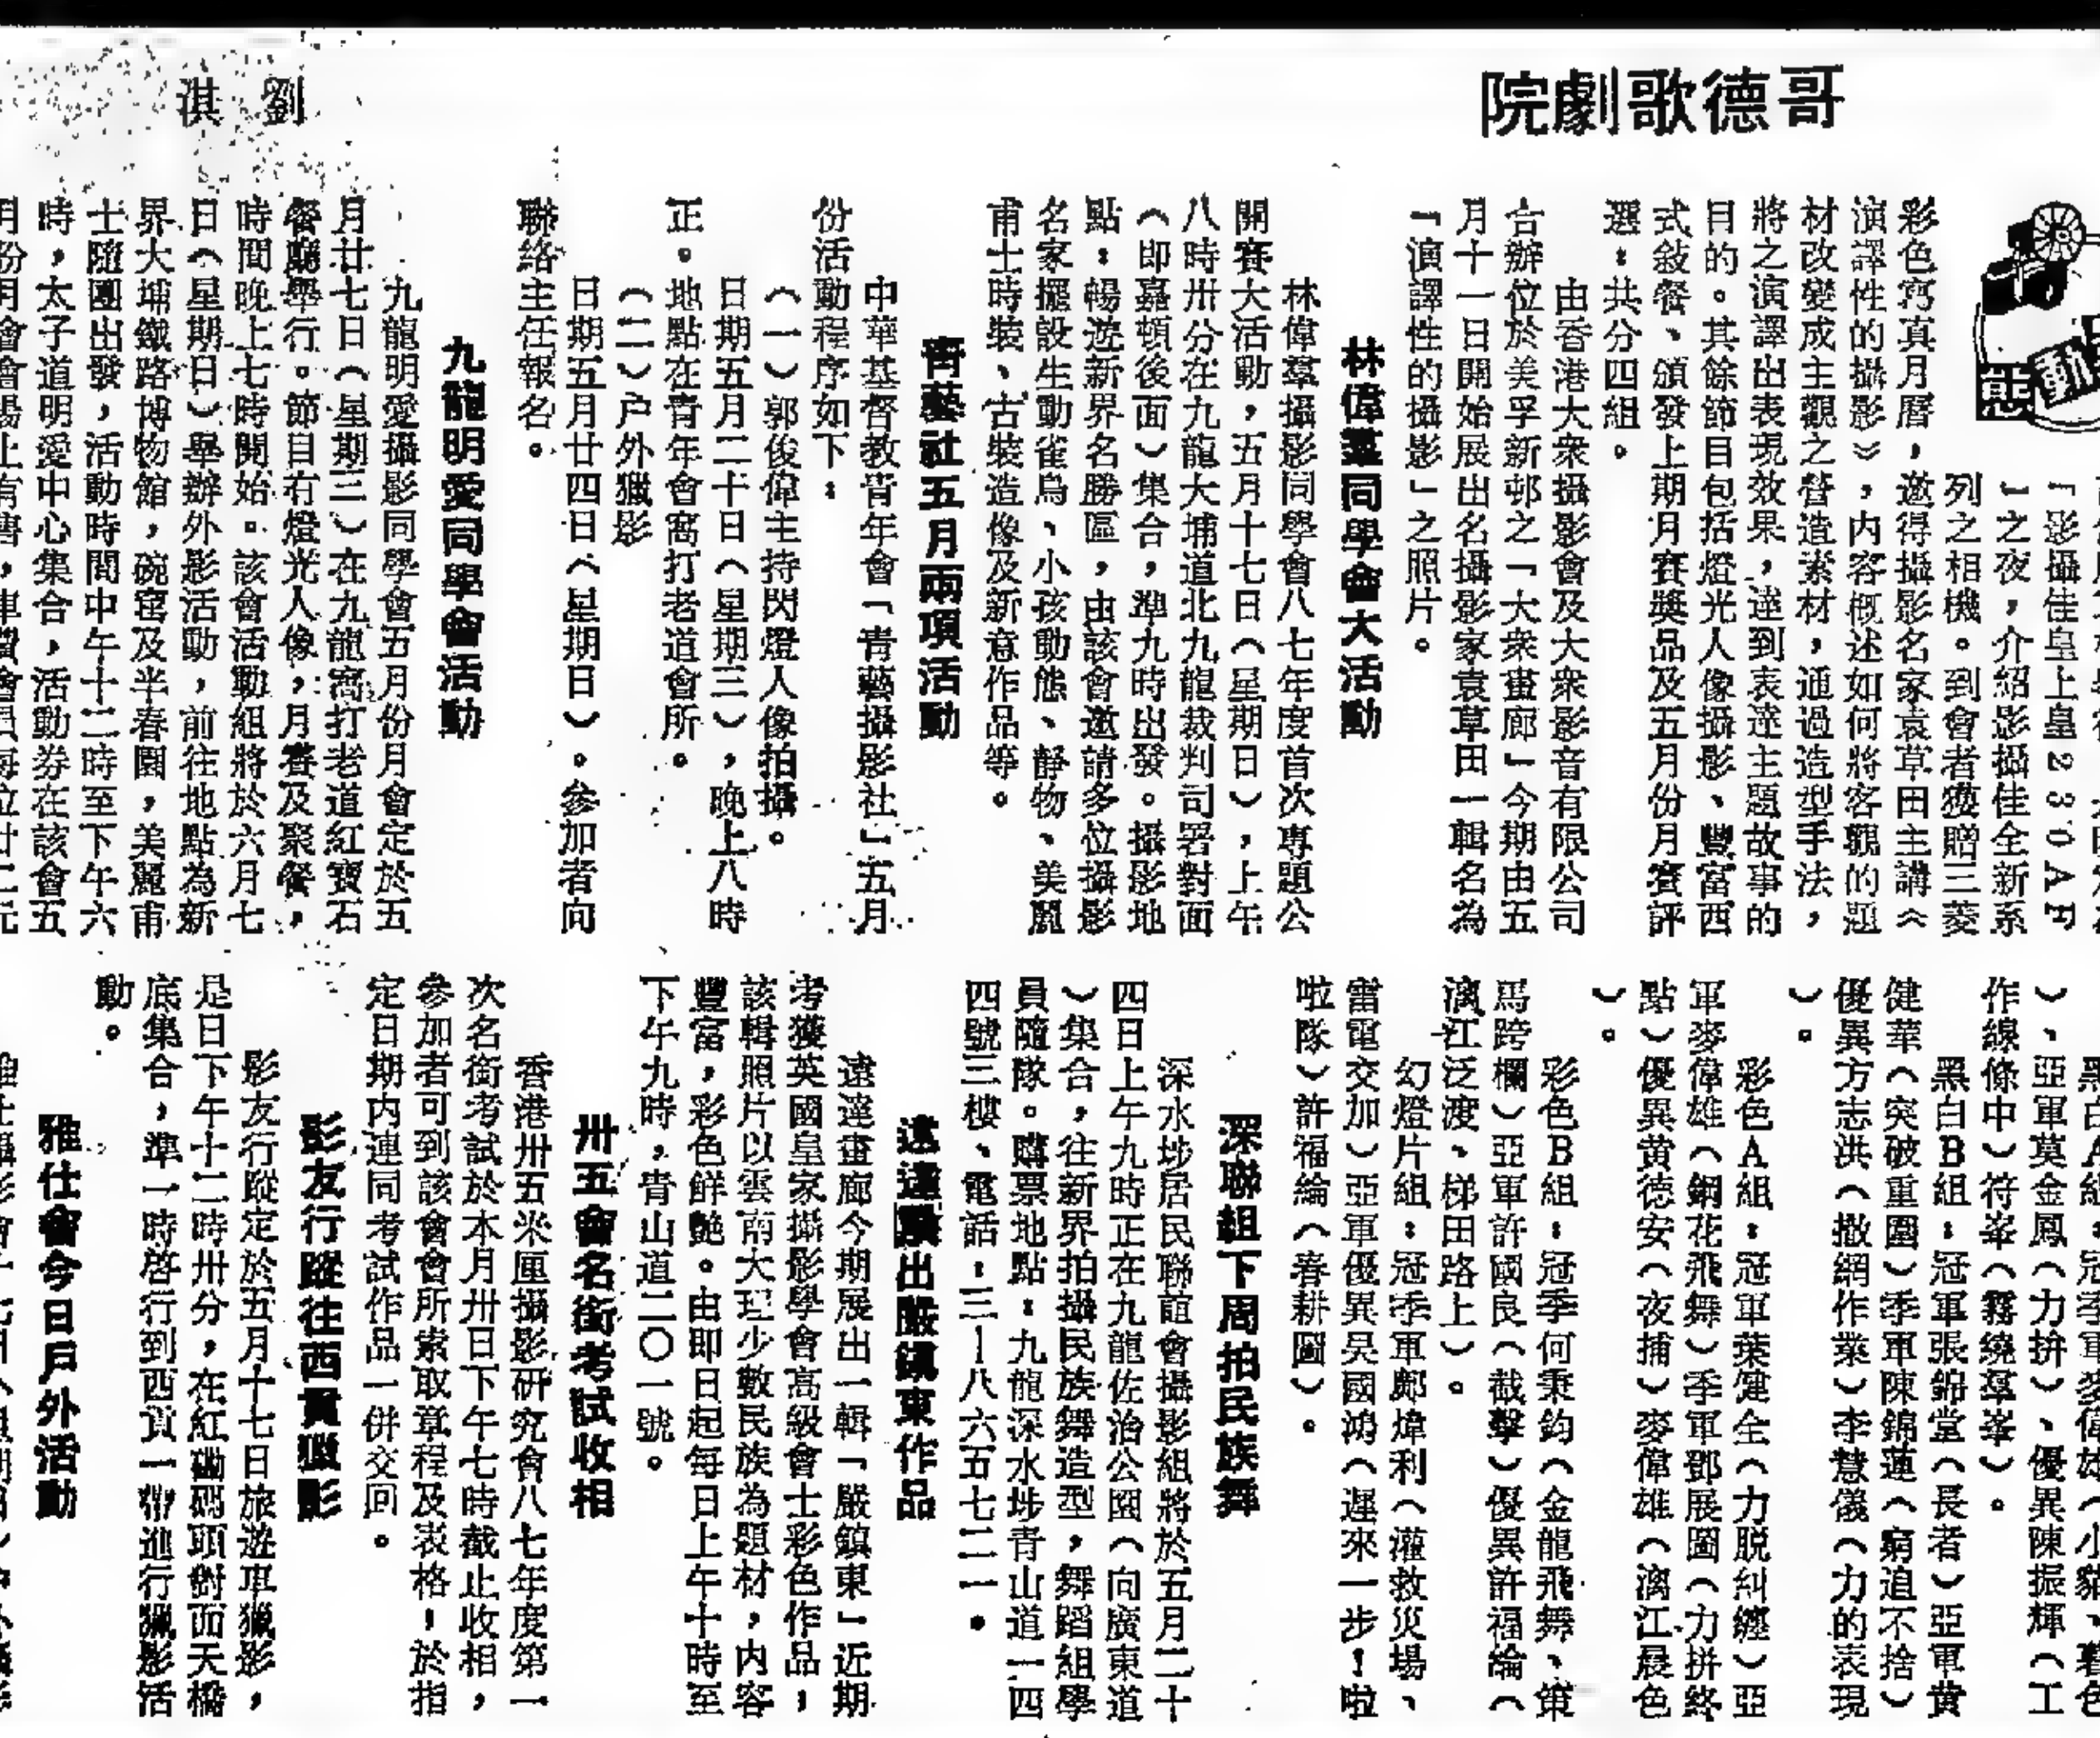 哥德歌劇院
劉淇
動態
「影攝佳皇上皇230AF
」之夜，介紹影攝佳全新系
列之相機。到會者獲贈三菱
彩色寫真月曆，邀得攝影名家袁草田主講《
演譯性的攝影》，内容概述如何將客觀的題
材改變成主觀之營造素材，通過造型手法，
將之演譯出表現效果，達到表達主題故事的
目的。其餘節目包括燈光人像攝影、豐富西
式敍餐、頒發上期月賽獎品及五月份月賽評
選：共分四組。
由香港大衆攝影會及大衆影音有限公司
合辦位於美孚新邨之「大衆畫廊」今期由五
月十一日開始展出名攝影家袁草田一輯名為
「演譯性的攝影」之照片。
林偉羣同學會大活動
林偉羣攝影同學會八七年度首次專題公
開賽大活動，五月十七日（星期日），上午
八時卅分在九龍大埔道北九龍裁判司署對面
（即嘉頓後面）集合，準九時出發。攝影地
點：暢遊新界名勝區，由該會邀請多位攝影
名家擺設生動雀鳥、小孩動態、靜物、美麗
甫士時裝、古裝造像及新意作品等。
青藝社五月兩項活動
中華基督教青年會「青藝攝影社」五月
份活動程序如下：
（一）郭俊偉主持閃燈人像拍攝。
日期五月二十日（星期三），晚上八時
正。地點在青年會窩打老道會所。
（二）户外獵影
日期五月廿四日（星期日）。參加者向
聯絡主任報名。
九龍明愛同學會活動
九龍明愛攝影同學會五月份月會定於五
月廿七日（星期三）在九龍窩打老道紅寶石
餐廳舉行。節目有燈光人像，月賽及聚餐，
時間晚上七時開始。該會活動組將於六月七
日（星期日）舉辦外影活動，前往地點為新
界大埔鐵路博物館，碗窰及半春園，美麗甫
士隨團出發，活動時間中午十二時至下午六
時，太子道明愛中心集合，活動券在該會五
）、亞軍莫金鳳（力拚）、優異陳振輝（工
作線條中）符峯（霧繞羣峯）。
黑白B組：冠軍張錦堂（長者）亞軍黄
健華（突破重圍）季軍陳錦蓮（窮追不捨）
優異方志洪（撒網作業）李慧儀（力的表現
）。
彩色A組：冠軍葉健全（力脱糾纏）亞
軍麥偉雄（鋼花飛舞）季軍鄧展圖（力拼終
點）優異黄德安（夜捕）麥偉雄（漓江晨色
）。
彩色B組：冠季何秉鈞（金龍飛舞、策
馬跨欄）亞軍許國良（截擊）優異許福綸（
漓江泛渡、梯田路上）。
幻燈片組：冠季軍鄺煒利（灌救災場、
雷電交加）亞軍優異吳國鴻（遲來一步！啦
啦隊）許福綸（春耕圖）。
深聯組下周拍民族舞
深水埗居民聯誼會攝影組將於五月二十
四日上午九時正在九龍佐治公園（向廣東道
）集合，往新界拍攝民族舞造型，舞蹈組學
員隨隊。購票地點：九龍深水埗青山道一四
四號三樓、電話：三—八六五七二一。
遠達展出嚴鎮東作品
遠達畫廊今期展出一輯「嚴鎮東」近期
考獲英國皇家攝影學會高級會士彩色作品，
該輯照片以雲南大理少數民族為題材，内容
豐富，彩色鮮艷。由即日起每日上午十時至
下午九時，青山道二〇一號。
卅五會名銜考試收相
香港卅五米厘攝影研究會八七年度第一
次名銜考試於本月卅日下午七時截止收相，
參加者可到該會會所索取章程及表格！於指
定日期内連同考試作品一併交回。
影友行蹤往西貢獵影
影友行蹤定於五月十七日旅遊車獵影，
是日下午十二時卅分，在紅磡碼頭對面天橋
底集合，準一時啓行到西貢一帶進行獵影活
動。
雅仕會今日戶外活動